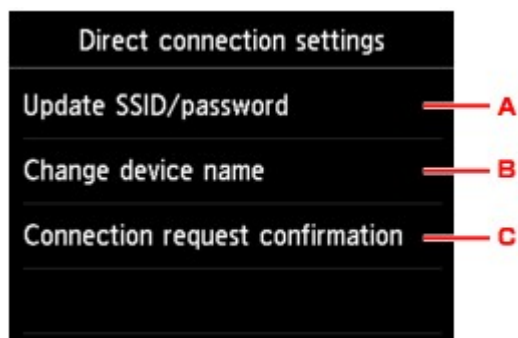 Direct connection settings
Update SSID/password
A
Change device name
B
Connection request confirmation
C